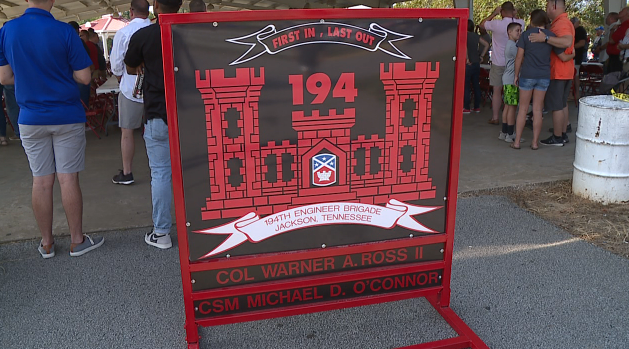 FIRST IN, LAST OUT
194
194TH ENGINEER BRIGADE
JACKSON, TENNESSEE
COL WARNER A. ROSS II
CSM MICHAEL D. O'CONNOR